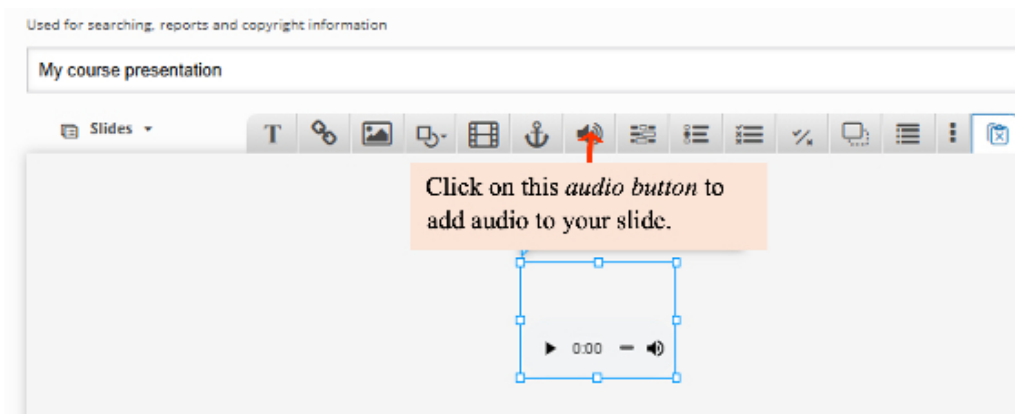 Used for searching, reports and copyright information
My course presentation
Slides
T
Click on this audio button to
add audio to your slide.
0:00